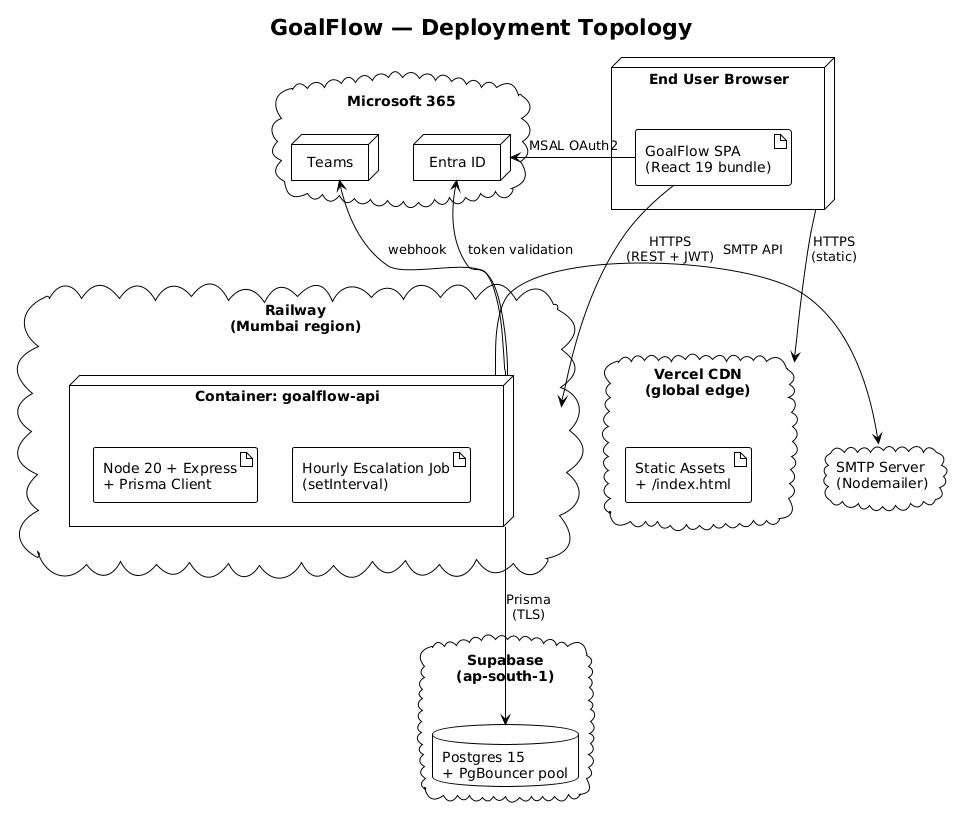 GoalFlow — Deployment Topology
Microsoft 365
Teams
Entra ID
MSAL OAuth2
End User Browser
GoalFlow SPA
(React 19 bundle)
webhook
token validation
HTTPS
(REST + JWT)
SMTP API
HTTPS
(static)
Railway
(Mumbai region)
Container: goalflow-api
Node 20 + Express
+ Prisma Client
Hourly Escalation Job
(setInterval)
Vercel CDN
(global edge)
Static Assets
+ /index.html
SMTP Server
(Nodemailer)
Prisma
(TLS)
Supabase
(ap-south-1)
Postgres 15
+ PgBouncer pool